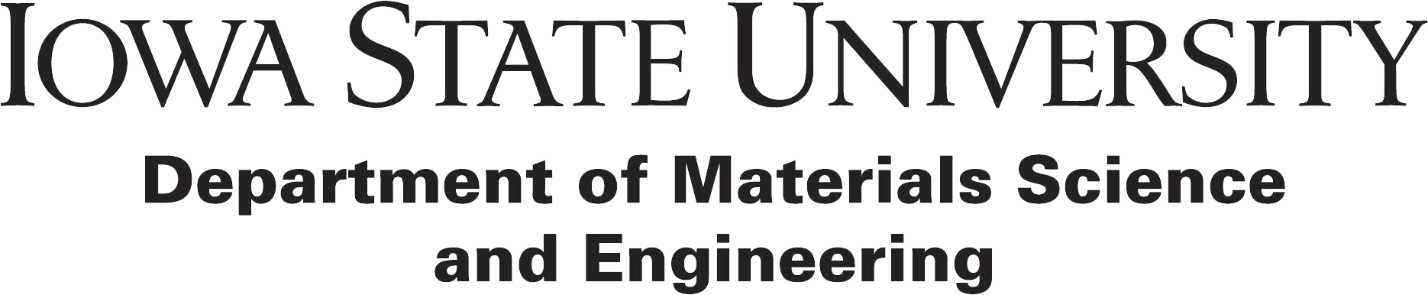 IOWA STATE UNIVERSITY
Department of Materials Science
and Engineering